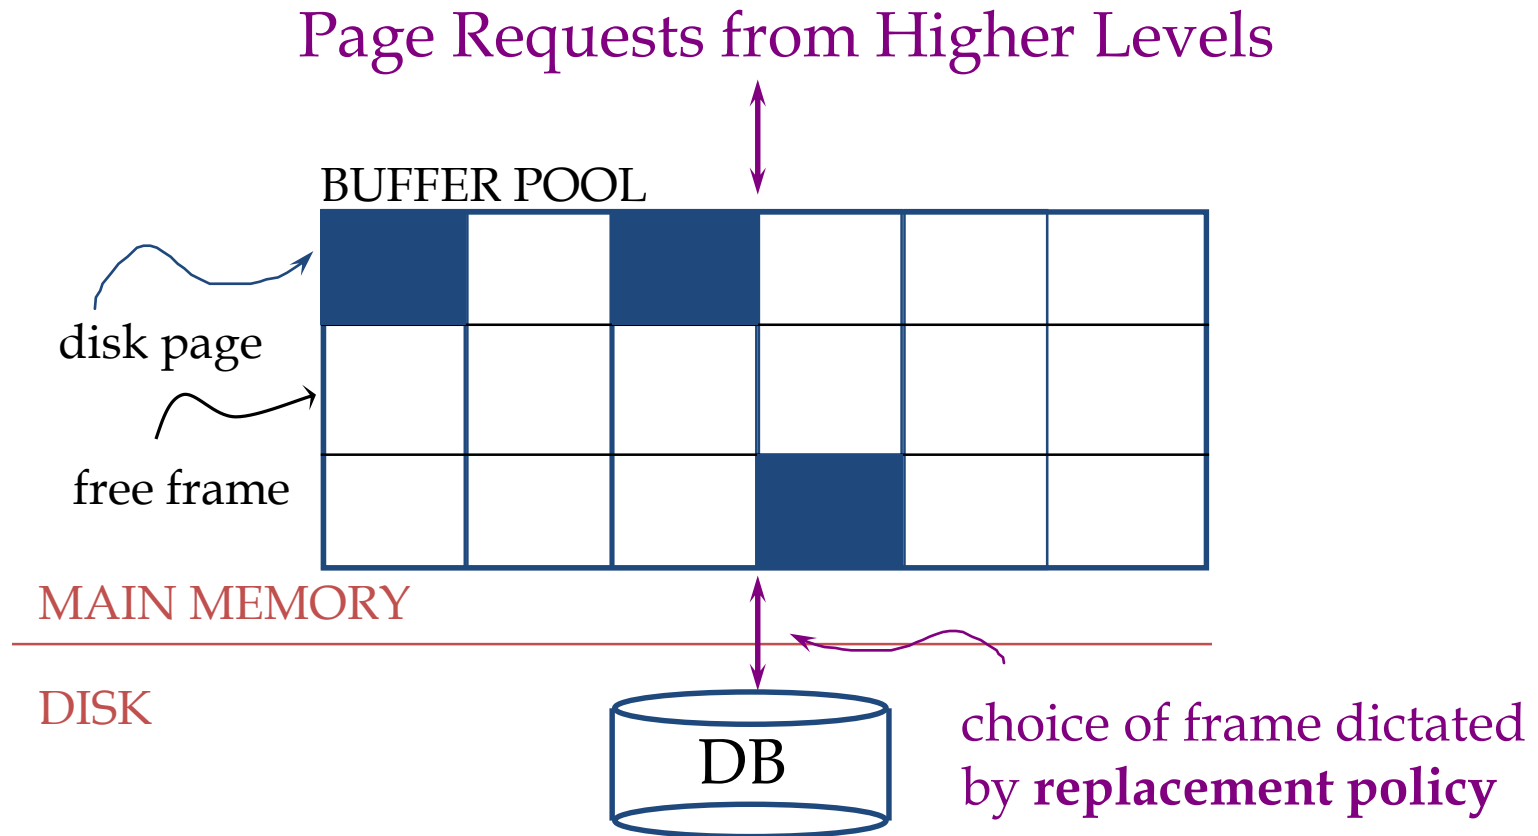 Page Requests from Higher Levels
BUFFER POOL
disk page
free frame
MAIN MEMORY
DISK
DB
choice of frame dictated
by replacement policy